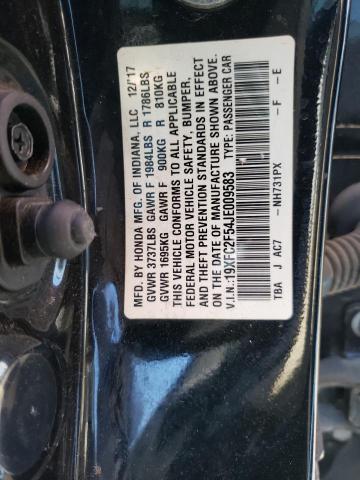 MFD. BY HONDA MFG. OF INDIANA, LLC 12/17
GVWR 3737LBS GAWR F 1984LBS R 1786LBS
GVWR 1695KG GAWR F 900KG R 810KG
THIS VEHICLE CONFORMS TO ALL APPLICABLE
FEDERAL MOTOR VEHICLE SAFETY, BUMPER,
AND THEFT PREVENTION STANDARDS IN EFFECT
ON THE DATE OF MANUFACTURE SHOWN ABOVE.
V.I.N.:19XFC2F54JE009583 TYPE: PASSENGER CAR
TBA J AC7 - NH731PX - F - E